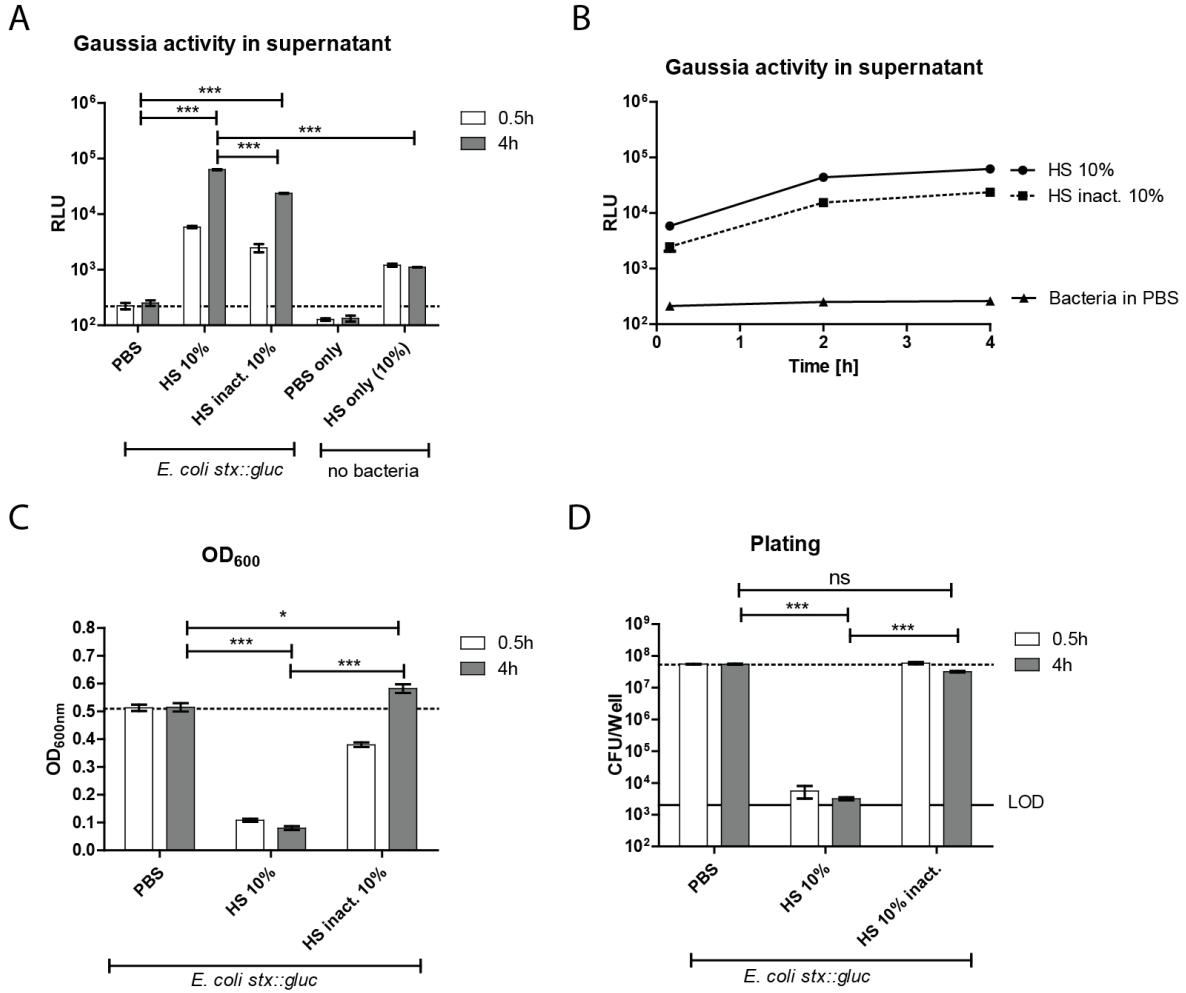 A
Gaussia activity in supernatant
RLU
10^6
10^5
10^4
10^3
10^2
***
***
***
***
0.5h
4h
PBS
HS 10%
HS inact. 10%
PBS only
HS only (10%)
E. coli stx::gluc
no bacteria
B
Gaussia activity in supernatant
RLU
10^6
10^5
10^4
10^3
10^2
0 1 2 3 4
Time [h]
HS 10%
HS inact. 10%
Bacteria in PBS
C
OD600
OD600nm
0.8
0.7
0.6
0.5
0.4
0.3
0.2
0.1
0.0
*
***
***
0.5h
4h
PBS
HS 10%
HS inact. 10%
E. coli stx::gluc
D
Plating
CFU/Well
10^9
10^8
10^7
10^6
10^5
10^4
10^3
10^2
ns
***
***
0.5h
4h
LOD
PBS
HS 10%
HS 10% inact.
E. coli stx::gluc